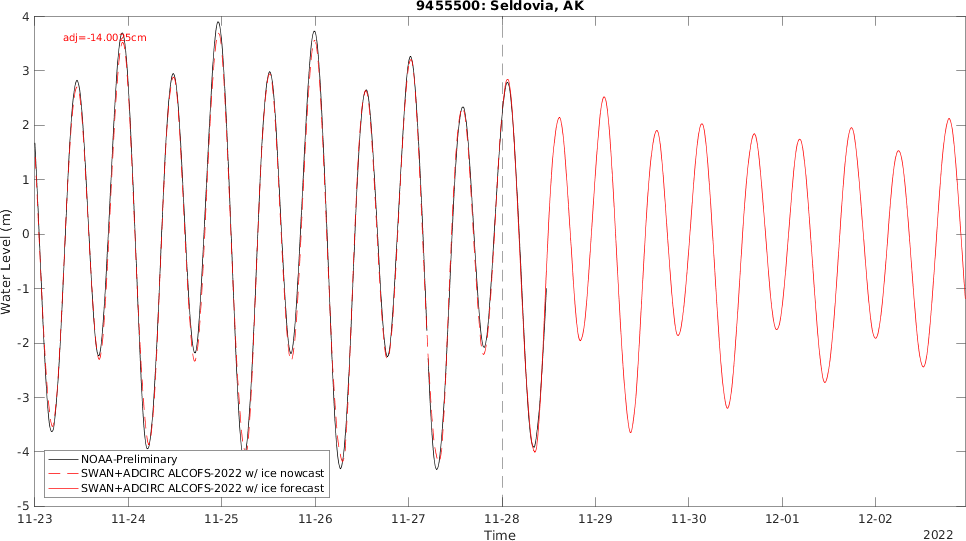 9455500: Seldovia, AK
adj=-14.0025cm
4
3
2
1
0
-1
-2
-3
-4
-5
Water Level (m)
NOAA-Preliminary
SWAN+ADCIRC ALCOFS-2022 w/ ice nowcast
SWAN+ADCIRC ALCOFS-2022 w/ ice forecast
11-23 11-24 11-25 11-26 11-27 11-28 11-29 11-30 12-01 12-02
Time
2022